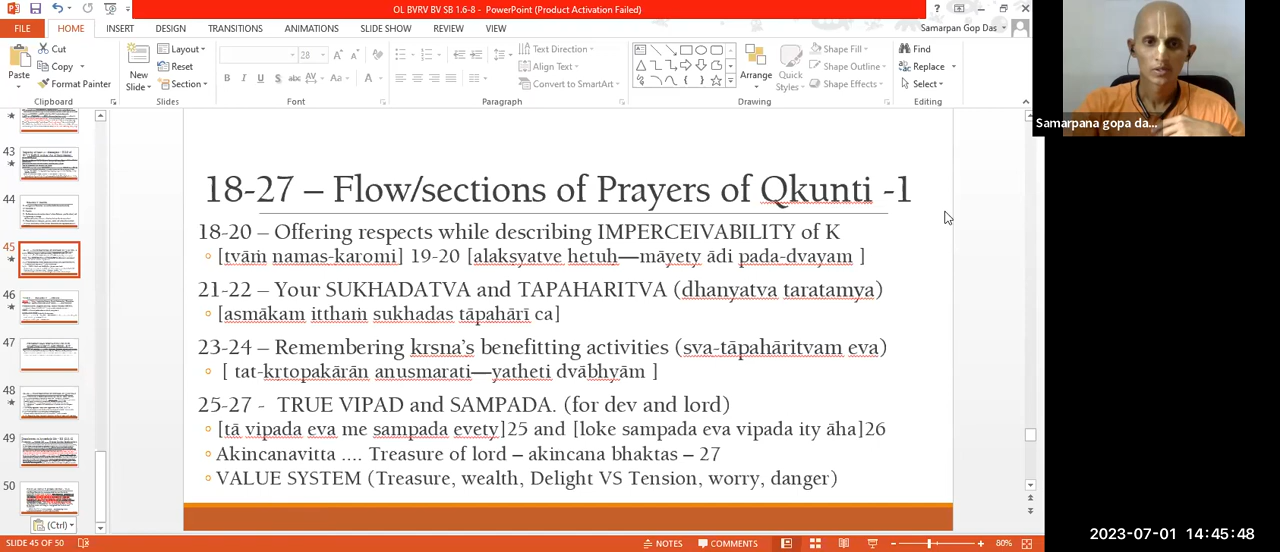 OL BVRV BV SB 1.6-8 - PowerPoint (Product Activation Failed)
FILE HOME INSERT DESIGN TRANSITIONS ANIMATIONS SLIDE SHOW REVIEW VIEW
Samarpan Gop Das
Paste
Cut
Copy
Format Painter
Clipboard
New Slide
Layout
Reset
Section
Slides
28
Font
Paragraph
Text Direction
Align Text
Convert to SmartArt
Drawing
Arrange
Quick Styles
Shape Fill
Shape Outline
Shape Effects
Find
Replace
Select
Editing
Samarpana gopa da...
43
44
45
46
47
48
49
50
18-27 – Flow/sections of Prayers of Qkunti -1
18-20 – Offering respects while describing IMPERCEIVABILITY of K
[tvāṁ namas-karomi] 19-20 [alakṣyatve hetuḥ—māyety ādi pada-dvayam ]
21-22 – Your SUKHADATVA and TAPAHARITVA (dhanyatva taratamya)
[asmākam itthaṁ sukhadas tāpahārī ca]
23-24 – Remembering krsna's benefitting activities (sva-tāpahāritvam eva)
[ tat-kṛtopakārān anusmarati—yatheti dvābhyām ]
25-27 - TRUE VIPAD and SAMPADA. (for dev and lord)
[tā vipada eva me sampada evety]25 and [loke sampada eva vipada ity āha]26
Akincanavitta .... Treasure of lord – akincana bhaktas – 27
VALUE SYSTEM (Treasure, wealth, Delight VS Tension, worry, danger)
(Ctrl)
SLIDE 45 OF 50
NOTES
COMMENTS
80%
2023-07-01 14:45:48